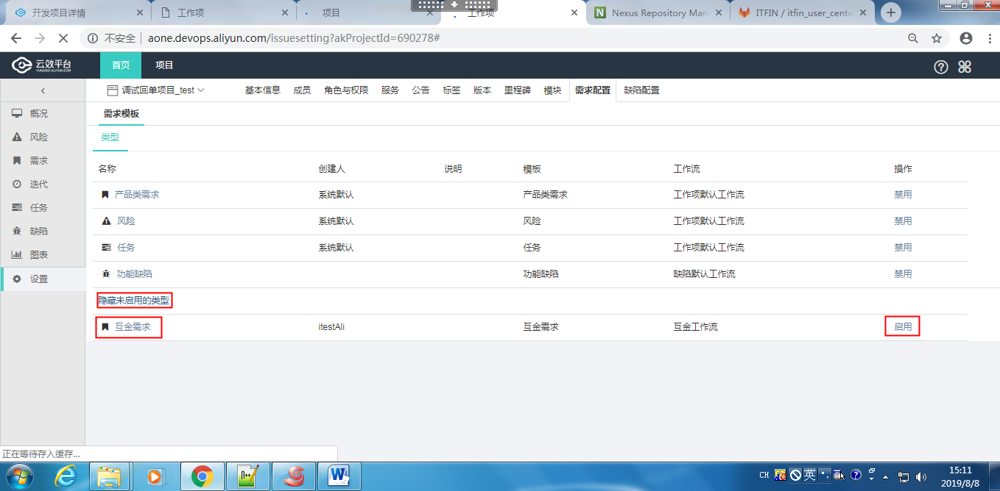 开发项目详情
工作项
项目
工作项
Nexus Repository Man
ITFIN / itfin_user_cente
不安全
aone.devops.aliyun.com/issuesetting?akProjectId=690278#
云效平台
YUNXIAO.ALIYUN.COM
首页
项目
调试回单项目_test
基本信息
成员
角色与权限
服务
公告
标签
版本
里程碑
模块
需求配置
缺陷配置
概况
风险
需求
迭代
任务
缺陷
图表
设置
需求模板
类型
名称 创建人 说明 模板 工作流 操作
产品类需求 系统默认 产品类需求 工作项默认工作流 禁用
风险 系统默认 风险 工作项默认工作流 禁用
任务 系统默认 任务 工作项默认工作流 禁用
功能缺陷 功能缺陷 缺陷默认工作流 禁用
隐藏未启用的类型
互金需求 itestAli 互金需求 互金工作流 启用
正在等待存入缓存...
CH
英
15:11
2019/8/8